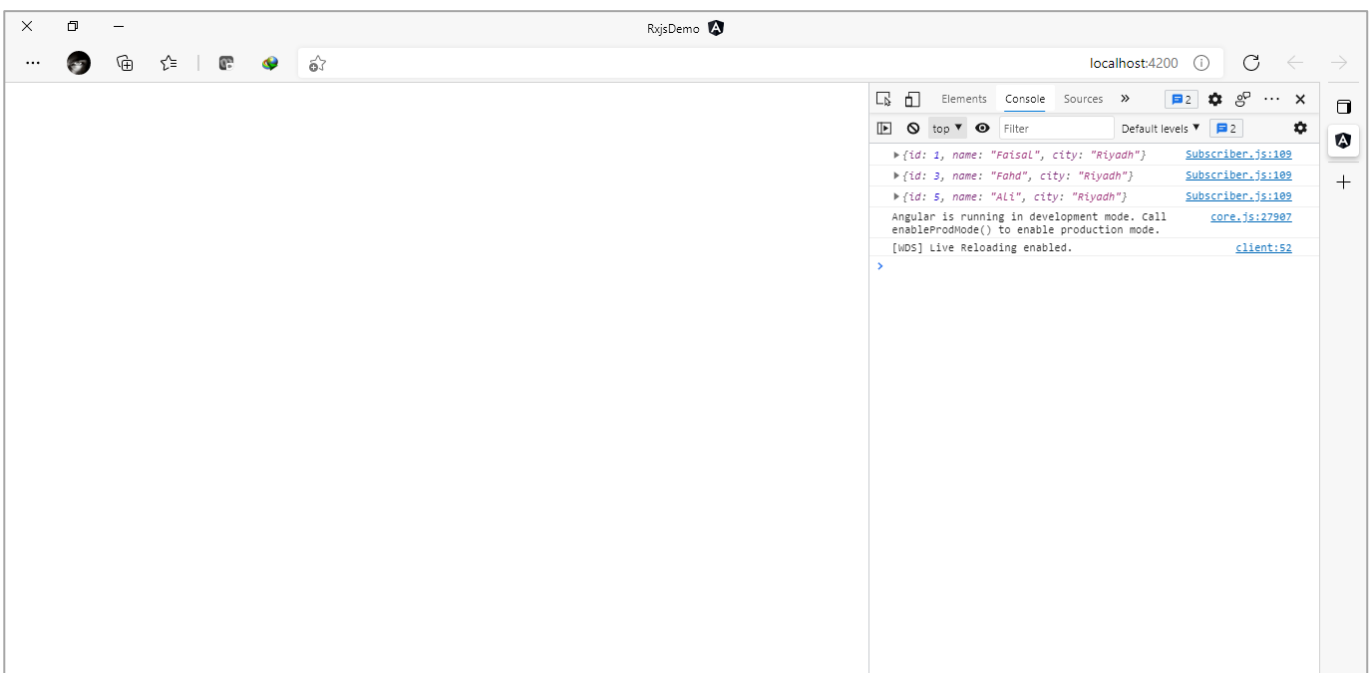 RxjsDemo
localhost:4200
Elements Console Sources » 2
top Filter Default levels 2
{id: 1, name: "Faisal", city: "Riyadh"} Subscriber.js:109
{id: 3, name: "Fahd", city: "Riyadh"} Subscriber.js:109
{id: 5, name: "Ali", city: "Riyadh"} Subscriber.js:109
Angular is running in development mode. Call core.js:27907
enableProdMode() to enable production mode.
[WDS] Live Reloading enabled. client:52